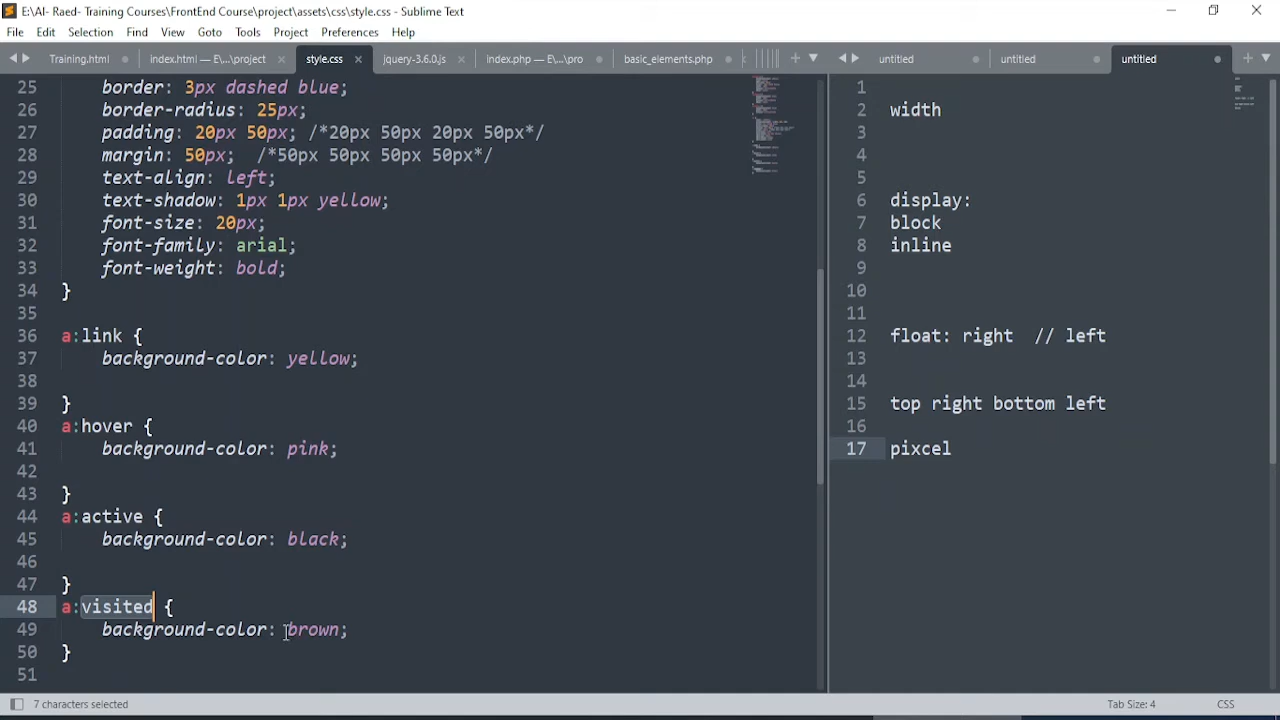 E:\AI- Raed- Training Courses\FrontEnd Course\project\assets\css\style.css - Sublime Text
File Edit Selection Find View Goto Tools Project Preferences Help
Training.html index.html — E\...\project style.css jquery-3.6.0.js index.php — E\...\pro basic_elements.php untitled untitled untitled
25 border: 3px dashed blue;
26 border-radius: 25px;
27 padding: 20px 50px; /*20px 50px 20px 50px*/
28 margin: 50px;  /*50px 50px 50px 50px*/
29 text-align: left;
30 text-shadow: 1px 1px yellow;
31 font-size: 20px;
32 font-family: arial;
33 font-weight: bold;
34 }
35
36 a:link {
37 background-color: yellow;
38
39 }
40 a:hover {
41 background-color: pink;
42
43 }
44 a:active {
45 background-color: black;
46
47 }
48 a:visited {
49 background-color: brown;
50 }
51
1
2 width
3
4
5
6 display:
7 block
8 inline
9
10
11
12 float: right  // left
13
14
15 top right bottom left
16
17 pixcel
7 characters selected Tab Size: 4 CSS